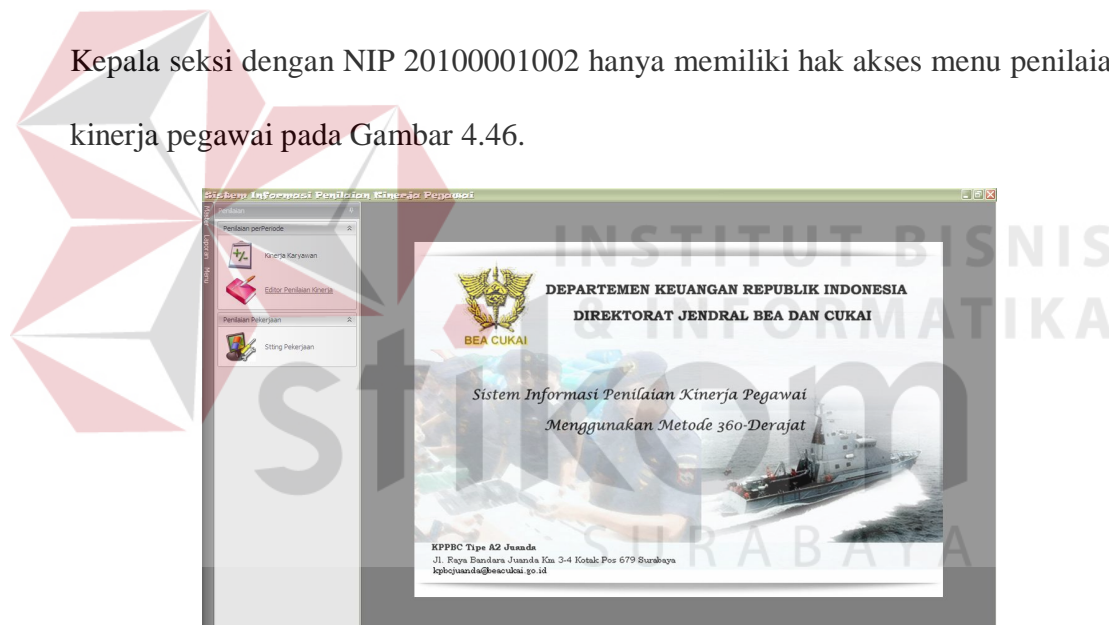 Kepala seksi dengan NIP 20100001002 hanya memiliki hak akses menu penilaia
kinerja pegawai pada Gambar 4.46.
Sistem Informasi Penilaian Kinerja Pegawai
Master
Laporan
Menu
Penilaian
Penilaian perPeriode
Kinerja Karyawan
Editor Penilaian Kinerja
Penilaian Pekerjaan
Stting Pekerjaan
INSTITUT BISNIS
& INFORMATIKA
stikom
SURABAYA
BEA CUKAI
DEPARTEMEN KEUANGAN REPUBLIK INDONESIA
DIREKTORAT JENDRAL BEA DAN CUKAI
Sistem Informasi Penilaian Kinerja Pegawai
Menggunakan Metode 360-Derajat
KPPBC Tipe A2 Juanda
Jl. Raya Bandara Juanda Km 3-4 Kotak Pos 679 Surabaya
kpbcjuanda@beacukai.go.id